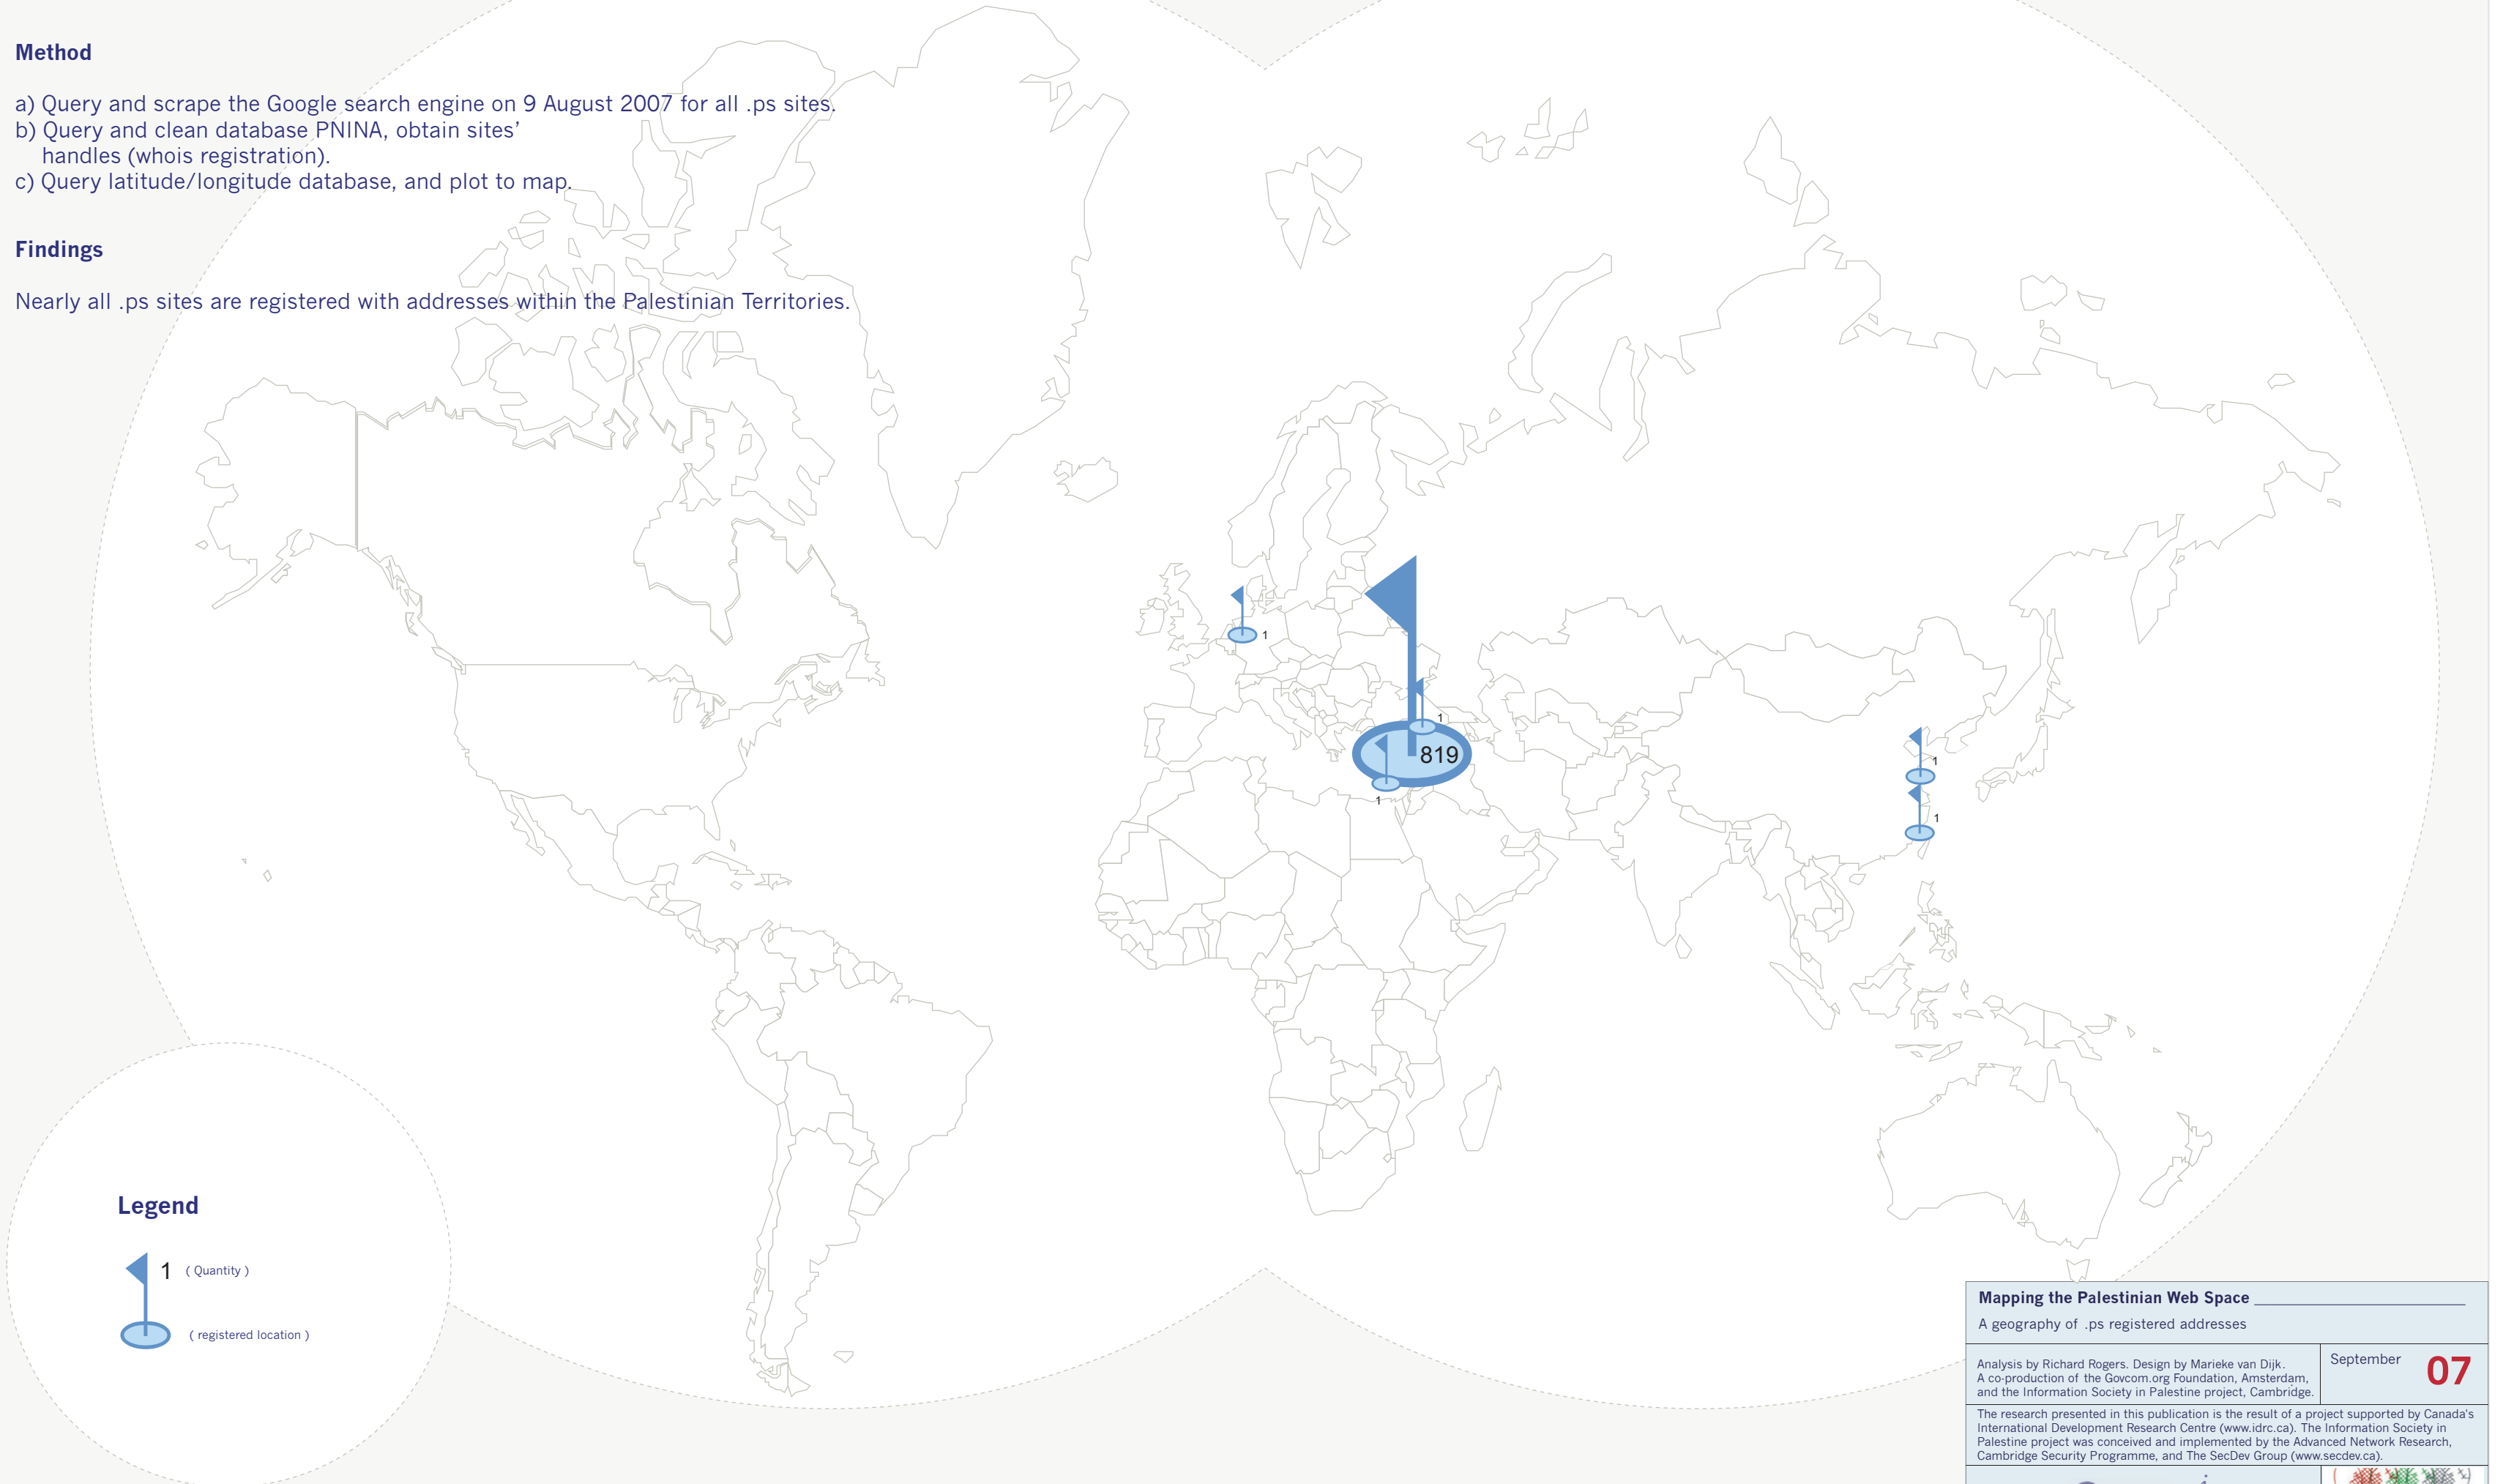 Method
a) Query and scrape the Google search engine on 9 August 2007 for all .ps sites.
b) Query and clean database PNINA, obtain sites’
handles (whois registration).
c) Query latitude/longitude database, and plot to map.
Findings
Nearly all .ps sites are registered with addresses within the Palestinian Territories.
1
1
819
1
1
1
Legend
1 ( Quantity )
( registered location )
Mapping the Palestinian Web Space
A geography of .ps registered addresses
Analysis by Richard Rogers. Design by Marieke van Dijk.
A co-production of the Govcom.org Foundation, Amsterdam,
and the Information Society in Palestine project, Cambridge.
September 07
The research presented in this publication is the result of a project supported by Canada's
International Development Research Centre (www.idrc.ca). The Information Society in
Palestine project was conceived and implemented by the Advanced Network Research,
Cambridge Security Programme, and The SecDev Group (www.secdev.ca).